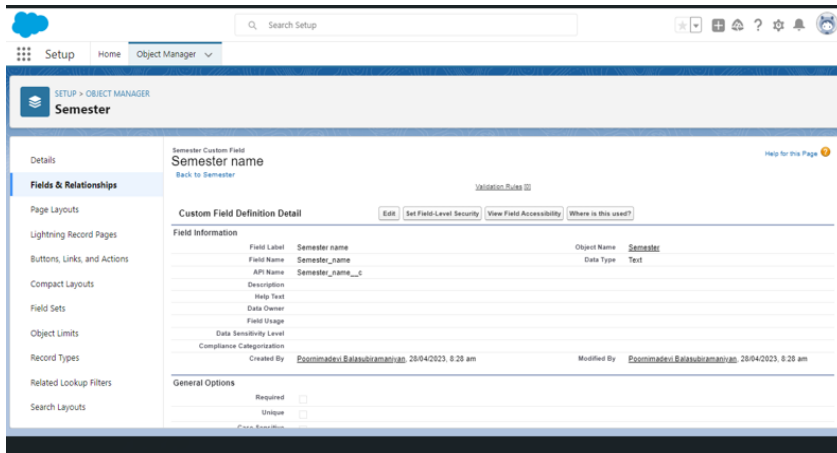 Search Setup
Setup Home Object Manager
SETUP > OBJECT MANAGER
Semester
Details
Fields & Relationships
Page Layouts
Lightning Record Pages
Buttons, Links, and Actions
Compact Layouts
Field Sets
Object Limits
Record Types
Related Lookup Filters
Search Layouts
Semester Custom Field
Semester name
Back to Semester
Help for this Page
Validation Rules [0]
Custom Field Definition Detail Edit Set Field-Level Security View Field Accessibility Where is this used?
Field Information
Field Label Semester name Object Name Semester
Field Name Semester_name Data Type Text
API Name Semester_name__c
Description
Help Text
Data Owner
Field Usage
Data Sensitivity Level
Compliance Categorization
Created By Poornimadevi Balasubiramaniyan, 28/04/2023, 8:28 am Modified By Poornimadevi Balasubiramaniyan, 28/04/2023, 8:28 am
General Options
Required
Unique
Case Sensitive